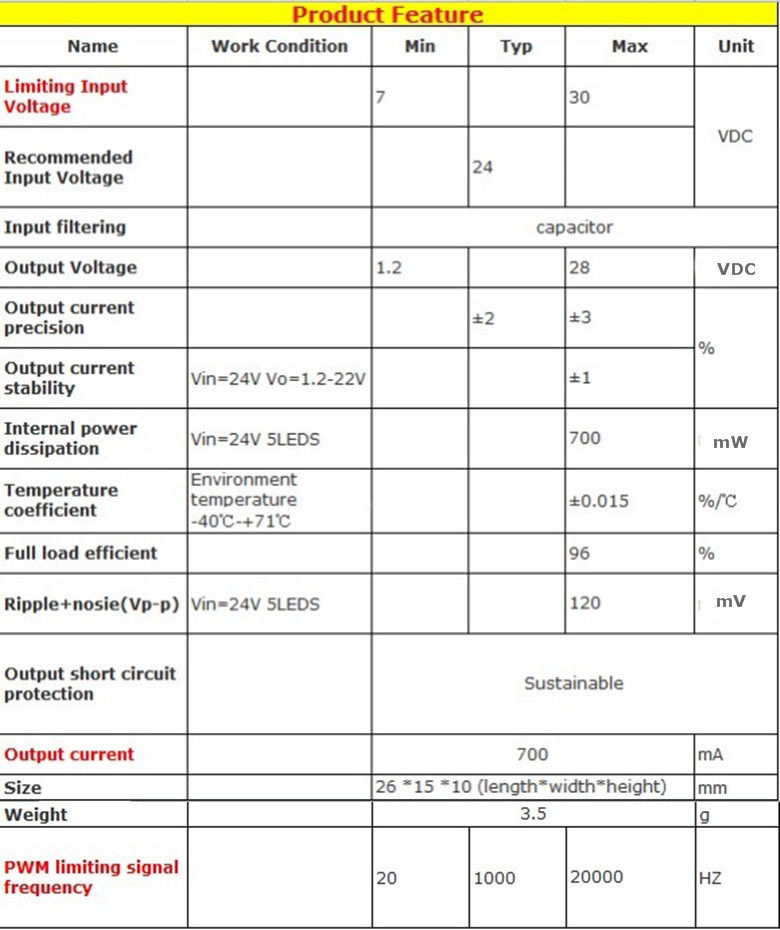 Product Feature
Name Work Condition Min Typ Max Unit
Limiting Input
Voltage
7 30
VDC
Recommended
Input Voltage
24
Input filtering capacitor
Output Voltage 1.2 28 VDC
Output current
precision
±2 ±3
%
Output current
stability
Vin=24V Vo=1.2-22V ±1
Internal power
dissipation
Vin=24V 5LEDS 700 mW
Temperature
coefficient
Environment
temperature
-40℃-+71℃
±0.015 %/℃
Full load efficient 96 %
Ripple+nosie(Vp-p) Vin=24V 5LEDS 120 mV
Output short circuit
protection
Sustainable
Output current 700 mA
Size 26 *15 *10 (length*width*height) mm
Weight 3.5 g
PWM limiting signal
frequency
20 1000 20000 HZ